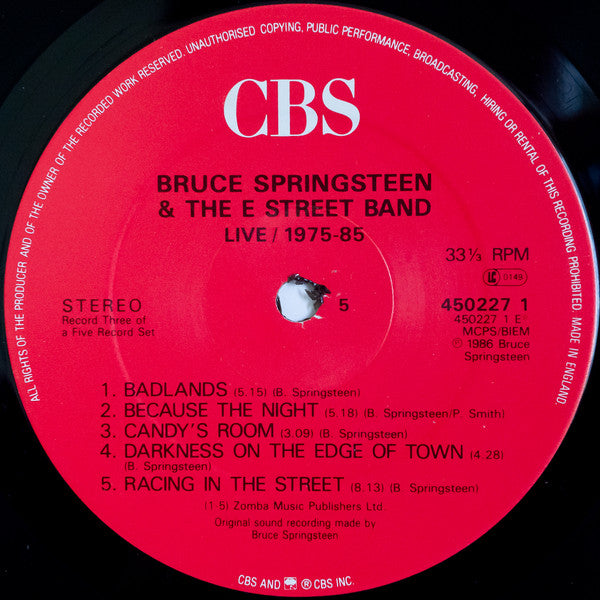 ALL RIGHTS OF THE PRODUCER AND OF THE OWNER OF THE RECORDED WORK RESERVED. UNAUTHORISED COPYING, PUBLIC PERFORMANCE, BROADCASTING, HIRING OR RENTAL OF THIS RECORDING PROHIBITED. MADE IN ENGLAND.
CBS
BRUCE SPRINGSTEEN
& THE E STREET BAND
LIVE / 1975-85
33⅓ RPM
LC 0149
STEREO
Record Three of
a Five Record Set
5
450227 1
450227 1 E
MCPS/BIEM
℗ 1986 Bruce
Springsteen
1. BADLANDS (5.15) (B. Springsteen)
2. BECAUSE THE NIGHT (5.18) (B. Springsteen/P. Smith)
3. CANDY'S ROOM (3.09) (B. Springsteen)
4. DARKNESS ON THE EDGE OF TOWN (4.28)
(B. Springsteen)
5. RACING IN THE STREET (8.13) (B. Springsteen)
(1-5) Zomba Music Publishers Ltd.
Original sound recording made by
Bruce Springsteen
CBS AND ® CBS INC.